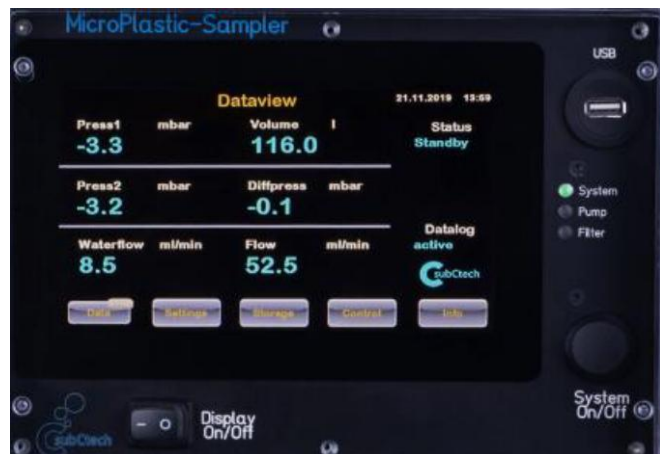 MicroPlastic-Sampler
USB
Dataview
21.11.2019 13:59
Press1 mbar Volume l Status
-3.3 116.0 Standby
Press2 mbar Diffpress mbar
-3.2 -0.1
Datalog
Waterflow ml/min Flow ml/min active
8.5 52.5
subCtech
Data Settings Storage Control Info
System
Pump
Filter
System
On/Off
Display
On/Off
subCtech